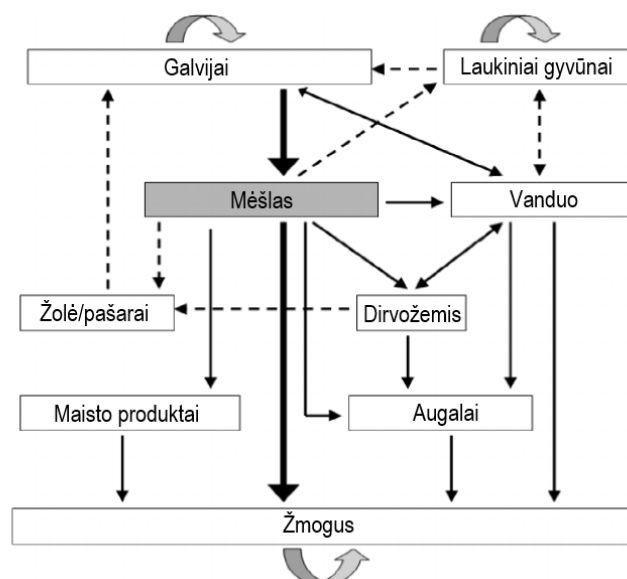 Galvijai
Laukiniai gyvūnai
Mėšlas
Vanduo
Žolė/pašarai
Dirvožemis
Maisto produktai
Augalai
Žmogus